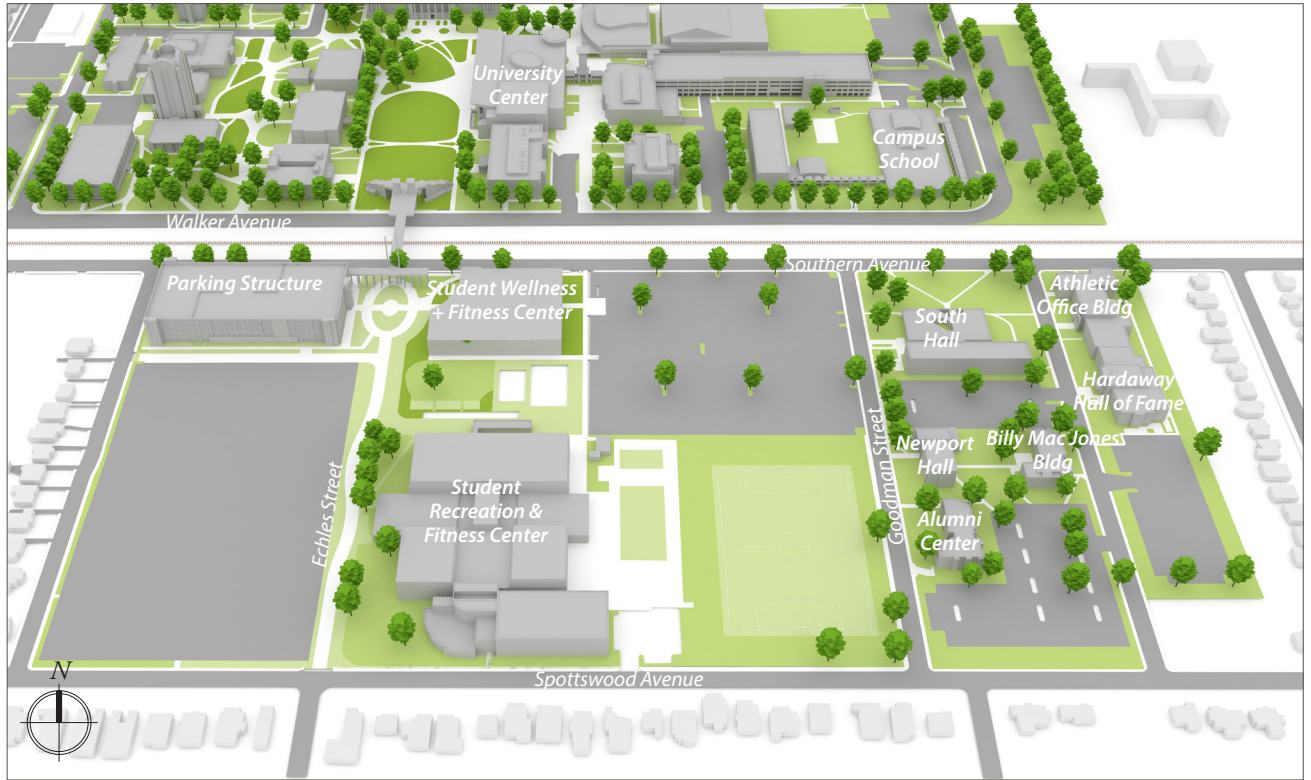 University
Center
Campus
School
Walker Avenue
Southern Avenue
Parking Structure
Student Wellness
+ Fitness Center
Athletic
Office Bldg
South
Hall
Hardaway
Hall of Fame
Goodman Street
Newport
Hall
Billy Mac Jones
Bldg
Echles Street
Student
Recreation &
Fitness Center
Alumni
Center
N
Spottswood Avenue